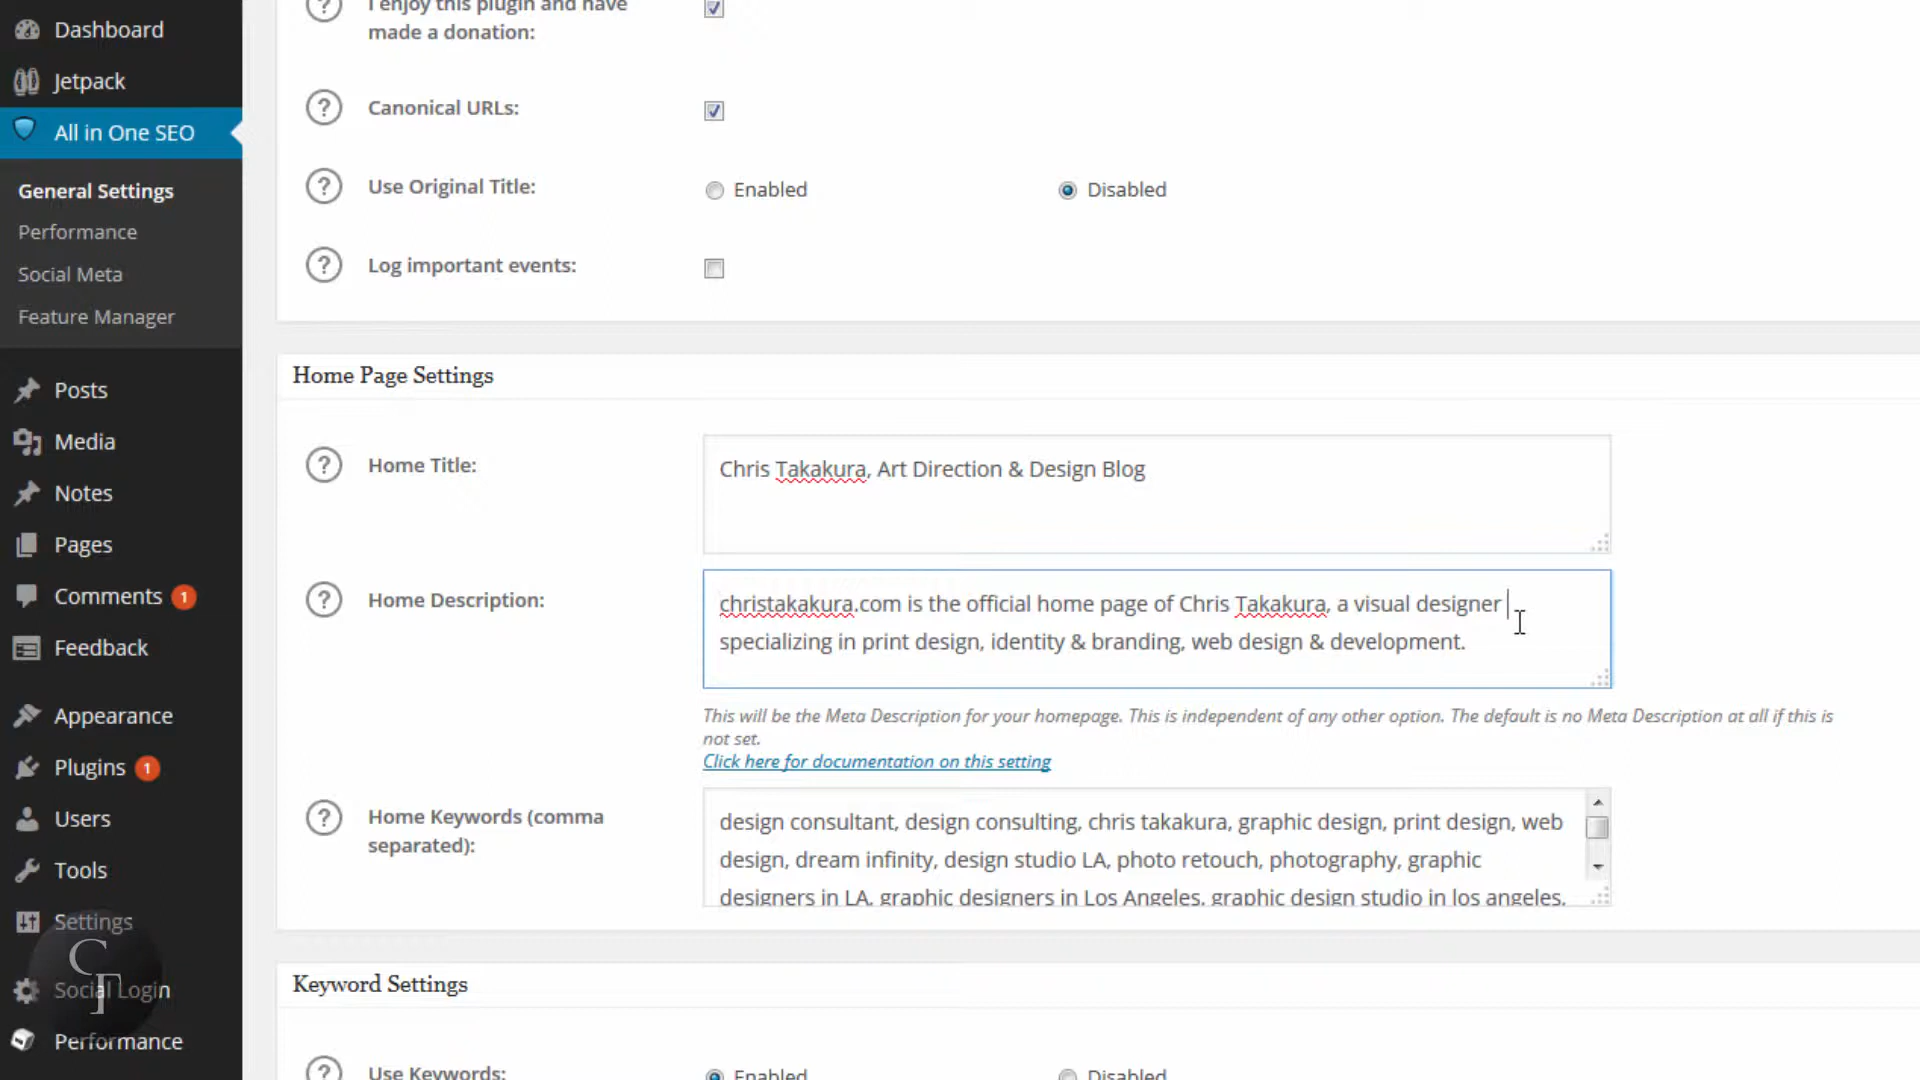 Dashboard
Jetpack
All in One SEO
General Settings
Performance
Social Meta
Feature Manager
Posts
Media
Notes
Pages
Comments 1
Feedback
Appearance
Plugins 1
Users
Tools
Settings
Social Login
Performance
CT
? I enjoy this plugin and have
made a donation:
? Canonical URLs:
? Use Original Title: Enabled Disabled
? Log important events:
Home Page Settings
? Home Title: Chris Takakura, Art Direction & Design Blog
? Home Description: christakakura.com is the official home page of Chris Takakura, a visual designer
specializing in print design, identity & branding, web design & development.
This will be the Meta Description for your homepage. This is independent of any other option. The default is no Meta Description at all if this is
not set.
Click here for documentation on this setting
? Home Keywords (comma
separated):
design consultant, design consulting, chris takakura, graphic design, print design, web
design, dream infinity, design studio LA, photo retouch, photography, graphic
designers in LA, graphic designers in Los Angeles, graphic design studio in los angeles,
Keyword Settings
? Use Keywords: Enabled Disabled